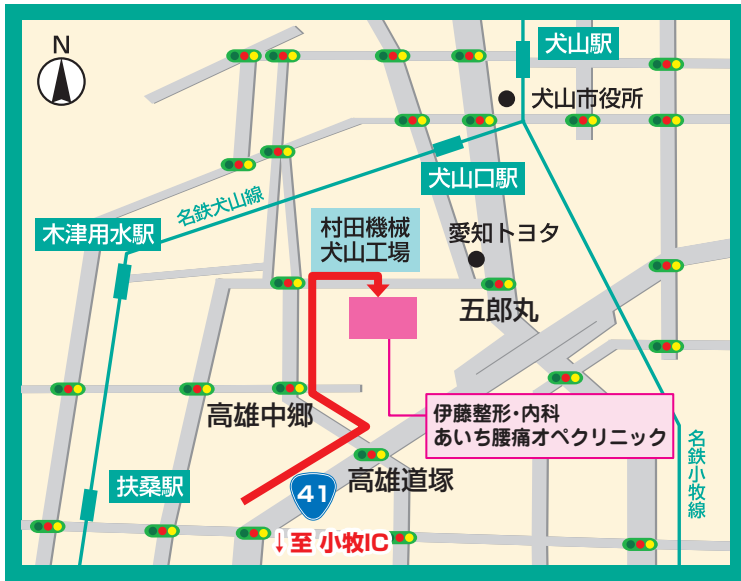 N
犬山駅
犬山市役所
犬山口駅
名鉄犬山線
木津用水駅
村田機械
犬山工場
愛知トヨタ
五郎丸
高雄中郷
伊藤整形・内科
あいち腰痛オペクリニック
名鉄小牧線
扶桑駅
高雄道塚
41
↓至 小牧IC